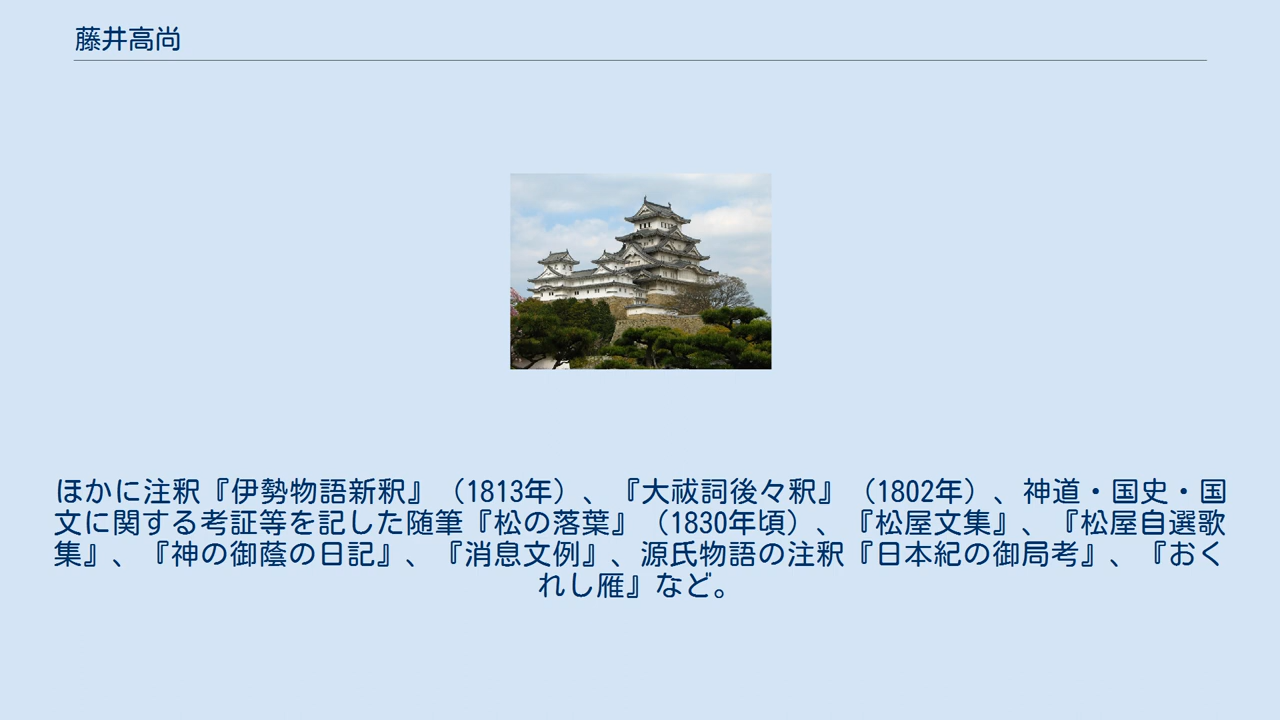 藤井高尚
ほかに注釈『伊勢物語新釈』（1813年）、『大祓詞後々釈』（1802年）、神道・国史・国
文に関する考証等を記した随筆『松の落葉』（1830年頃）、『松屋文集』、『松屋自選歌
集』、『神の御蔭の日記』、『消息文例』、源氏物語の注釈『日本紀の御局考』、『おく
れし雁』など。